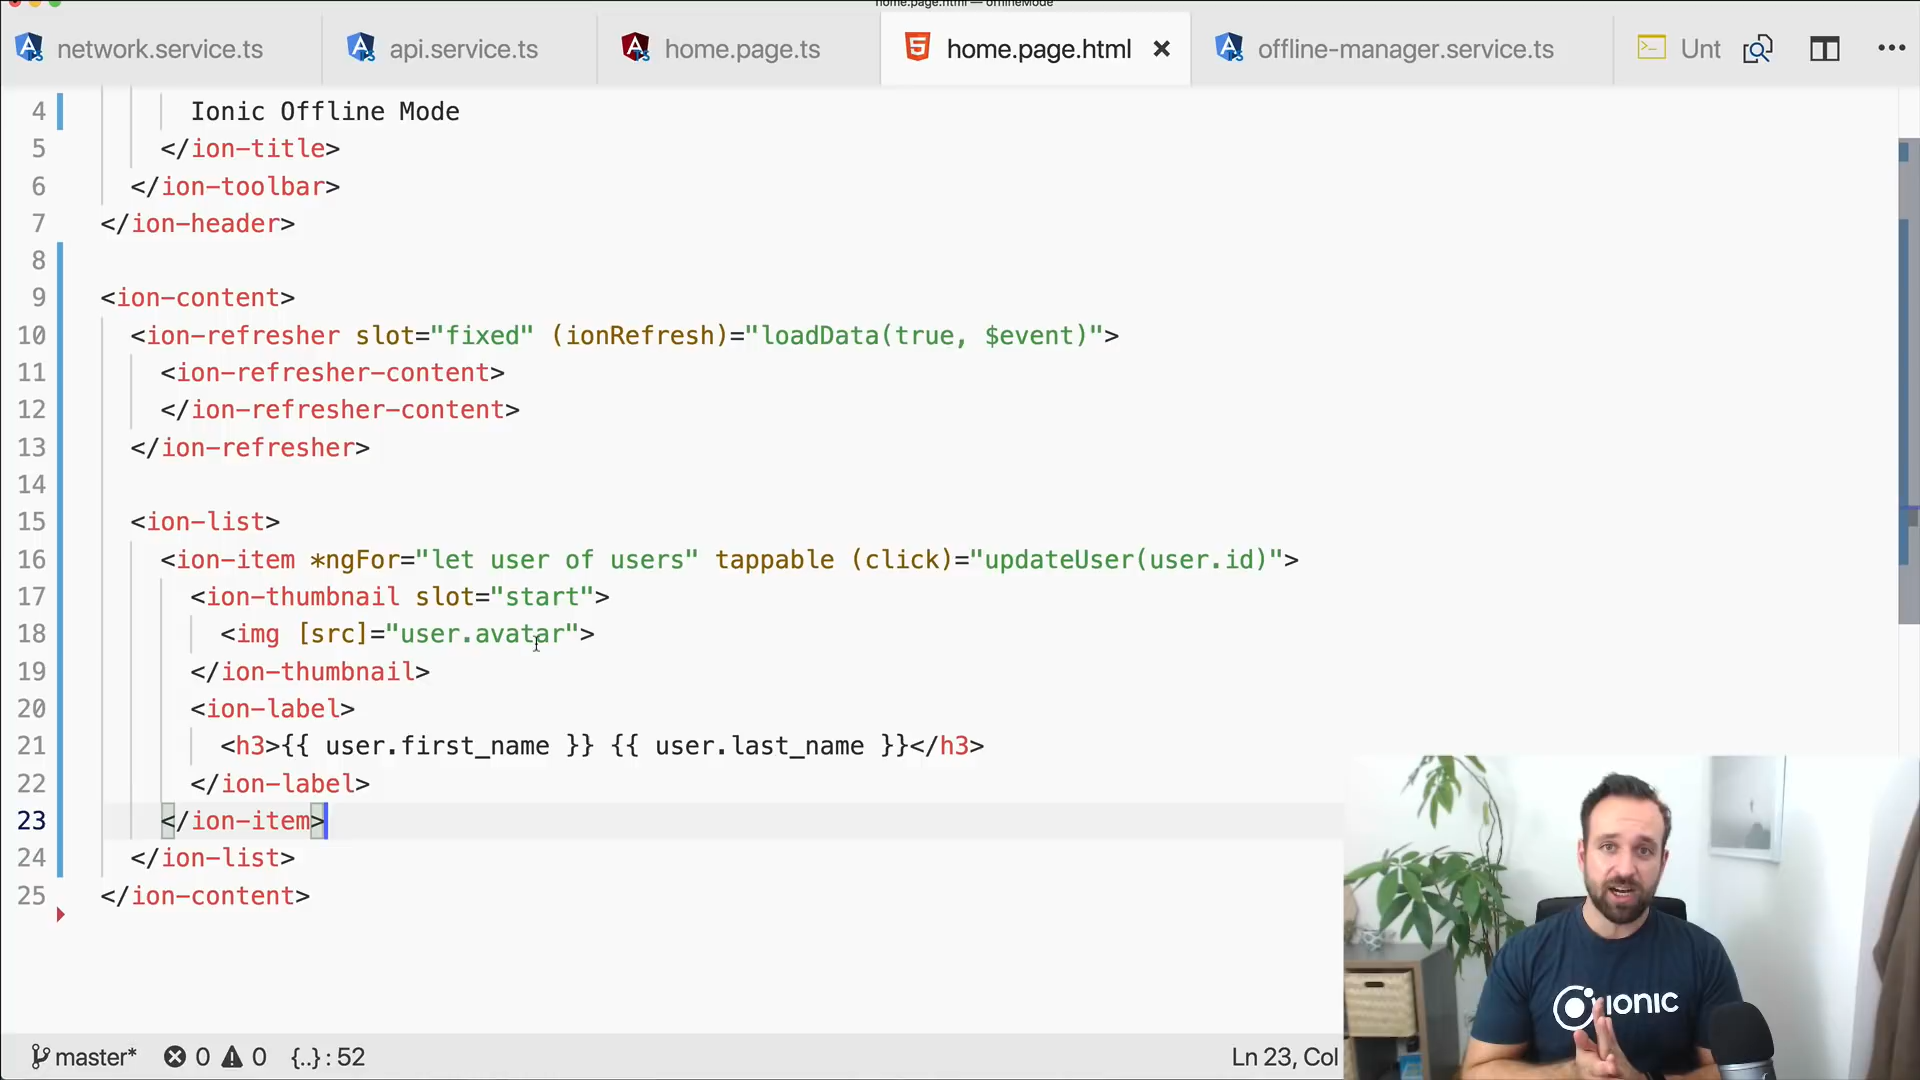 home.page.html — offlineMode
network.service.ts
api.service.ts
home.page.ts
home.page.html
offline-manager.service.ts
Unt
4 Ionic Offline Mode
5 </ion-title>
6 </ion-toolbar>
7 </ion-header>
8
9 <ion-content>
10 <ion-refresher slot="fixed" (ionRefresh)="loadData(true, $event)">
11 <ion-refresher-content>
12 </ion-refresher-content>
13 </ion-refresher>
14
15 <ion-list>
16 <ion-item *ngFor="let user of users" tappable (click)="updateUser(user.id)">
17 <ion-thumbnail slot="start">
18 <img [src]="user.avatar">
19 </ion-thumbnail>
20 <ion-label>
21 <h3>{{ user.first_name }} {{ user.last_name }}</h3>
22 </ion-label>
23 </ion-item>
24 </ion-list>
25 </ion-content>
IONIC
master* 0 0 {..} : 52
Ln 23, Col